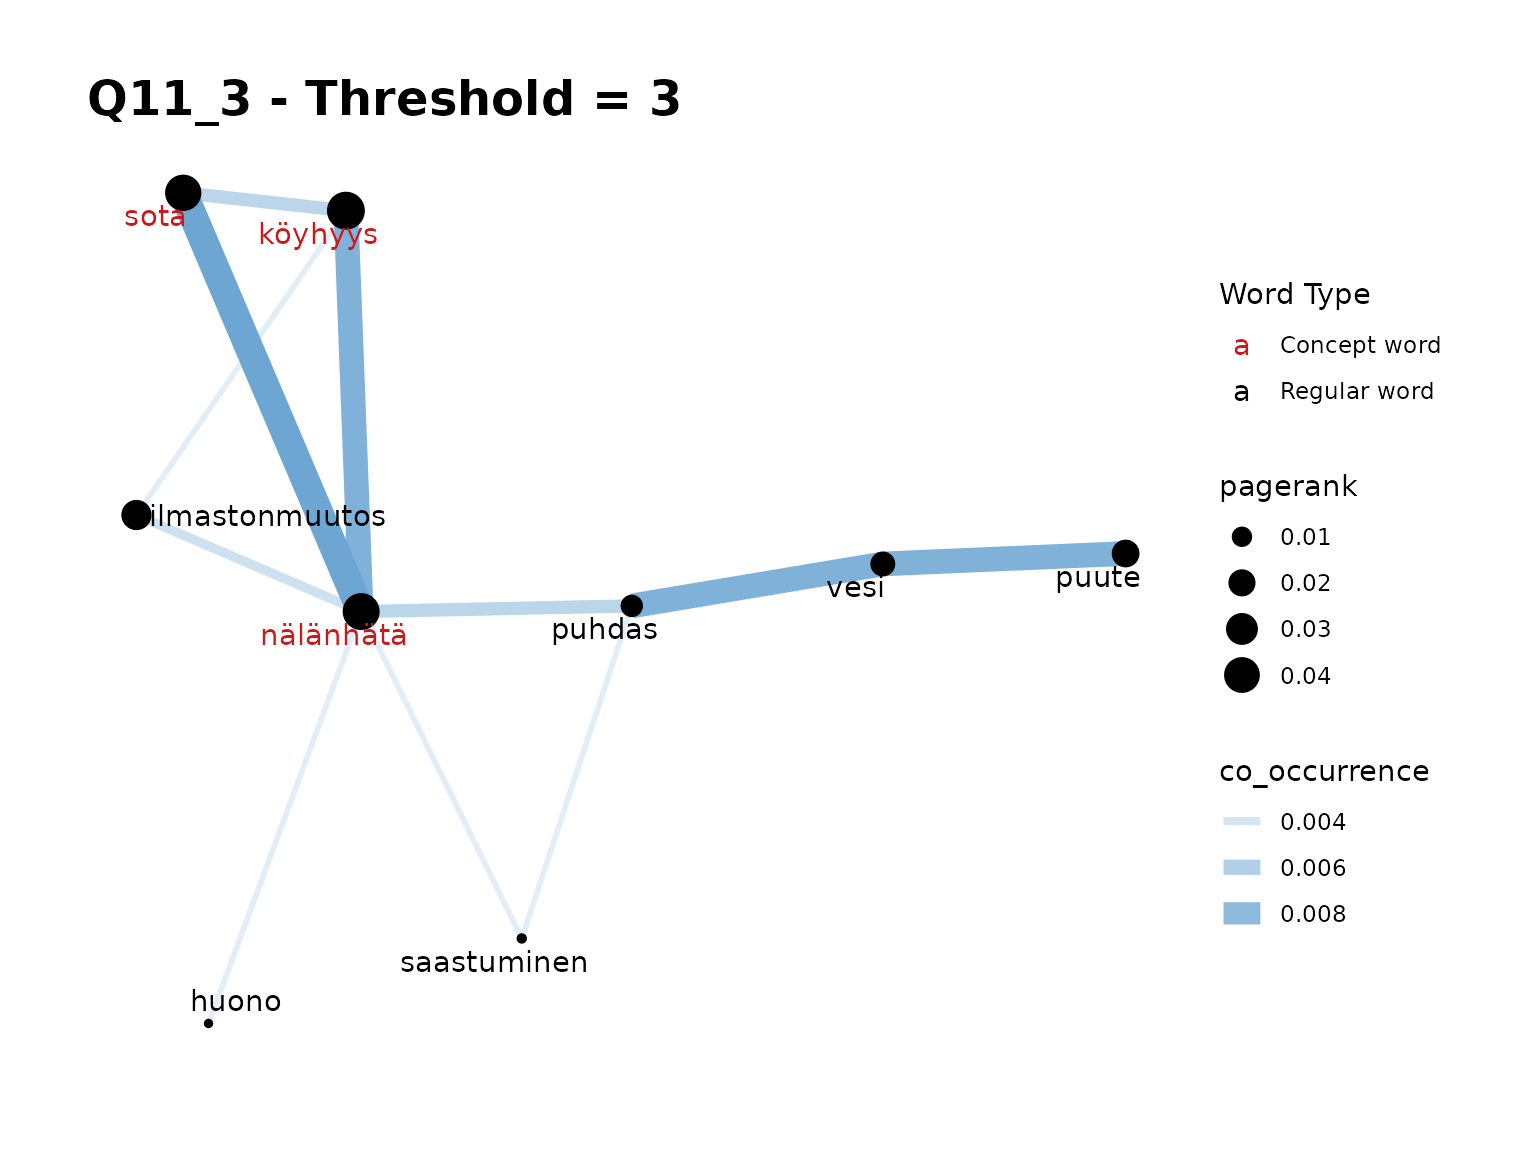 Q11_3 - Threshold = 3
sota
köyhyys
ilmastonmuutos
nälänhätä
puhdas
vesi
puute
saastuminen
huono
Word Type
a Concept word
a Regular word
pagerank
0.01
0.02
0.03
0.04
co_occurrence
0.004
0.006
0.008